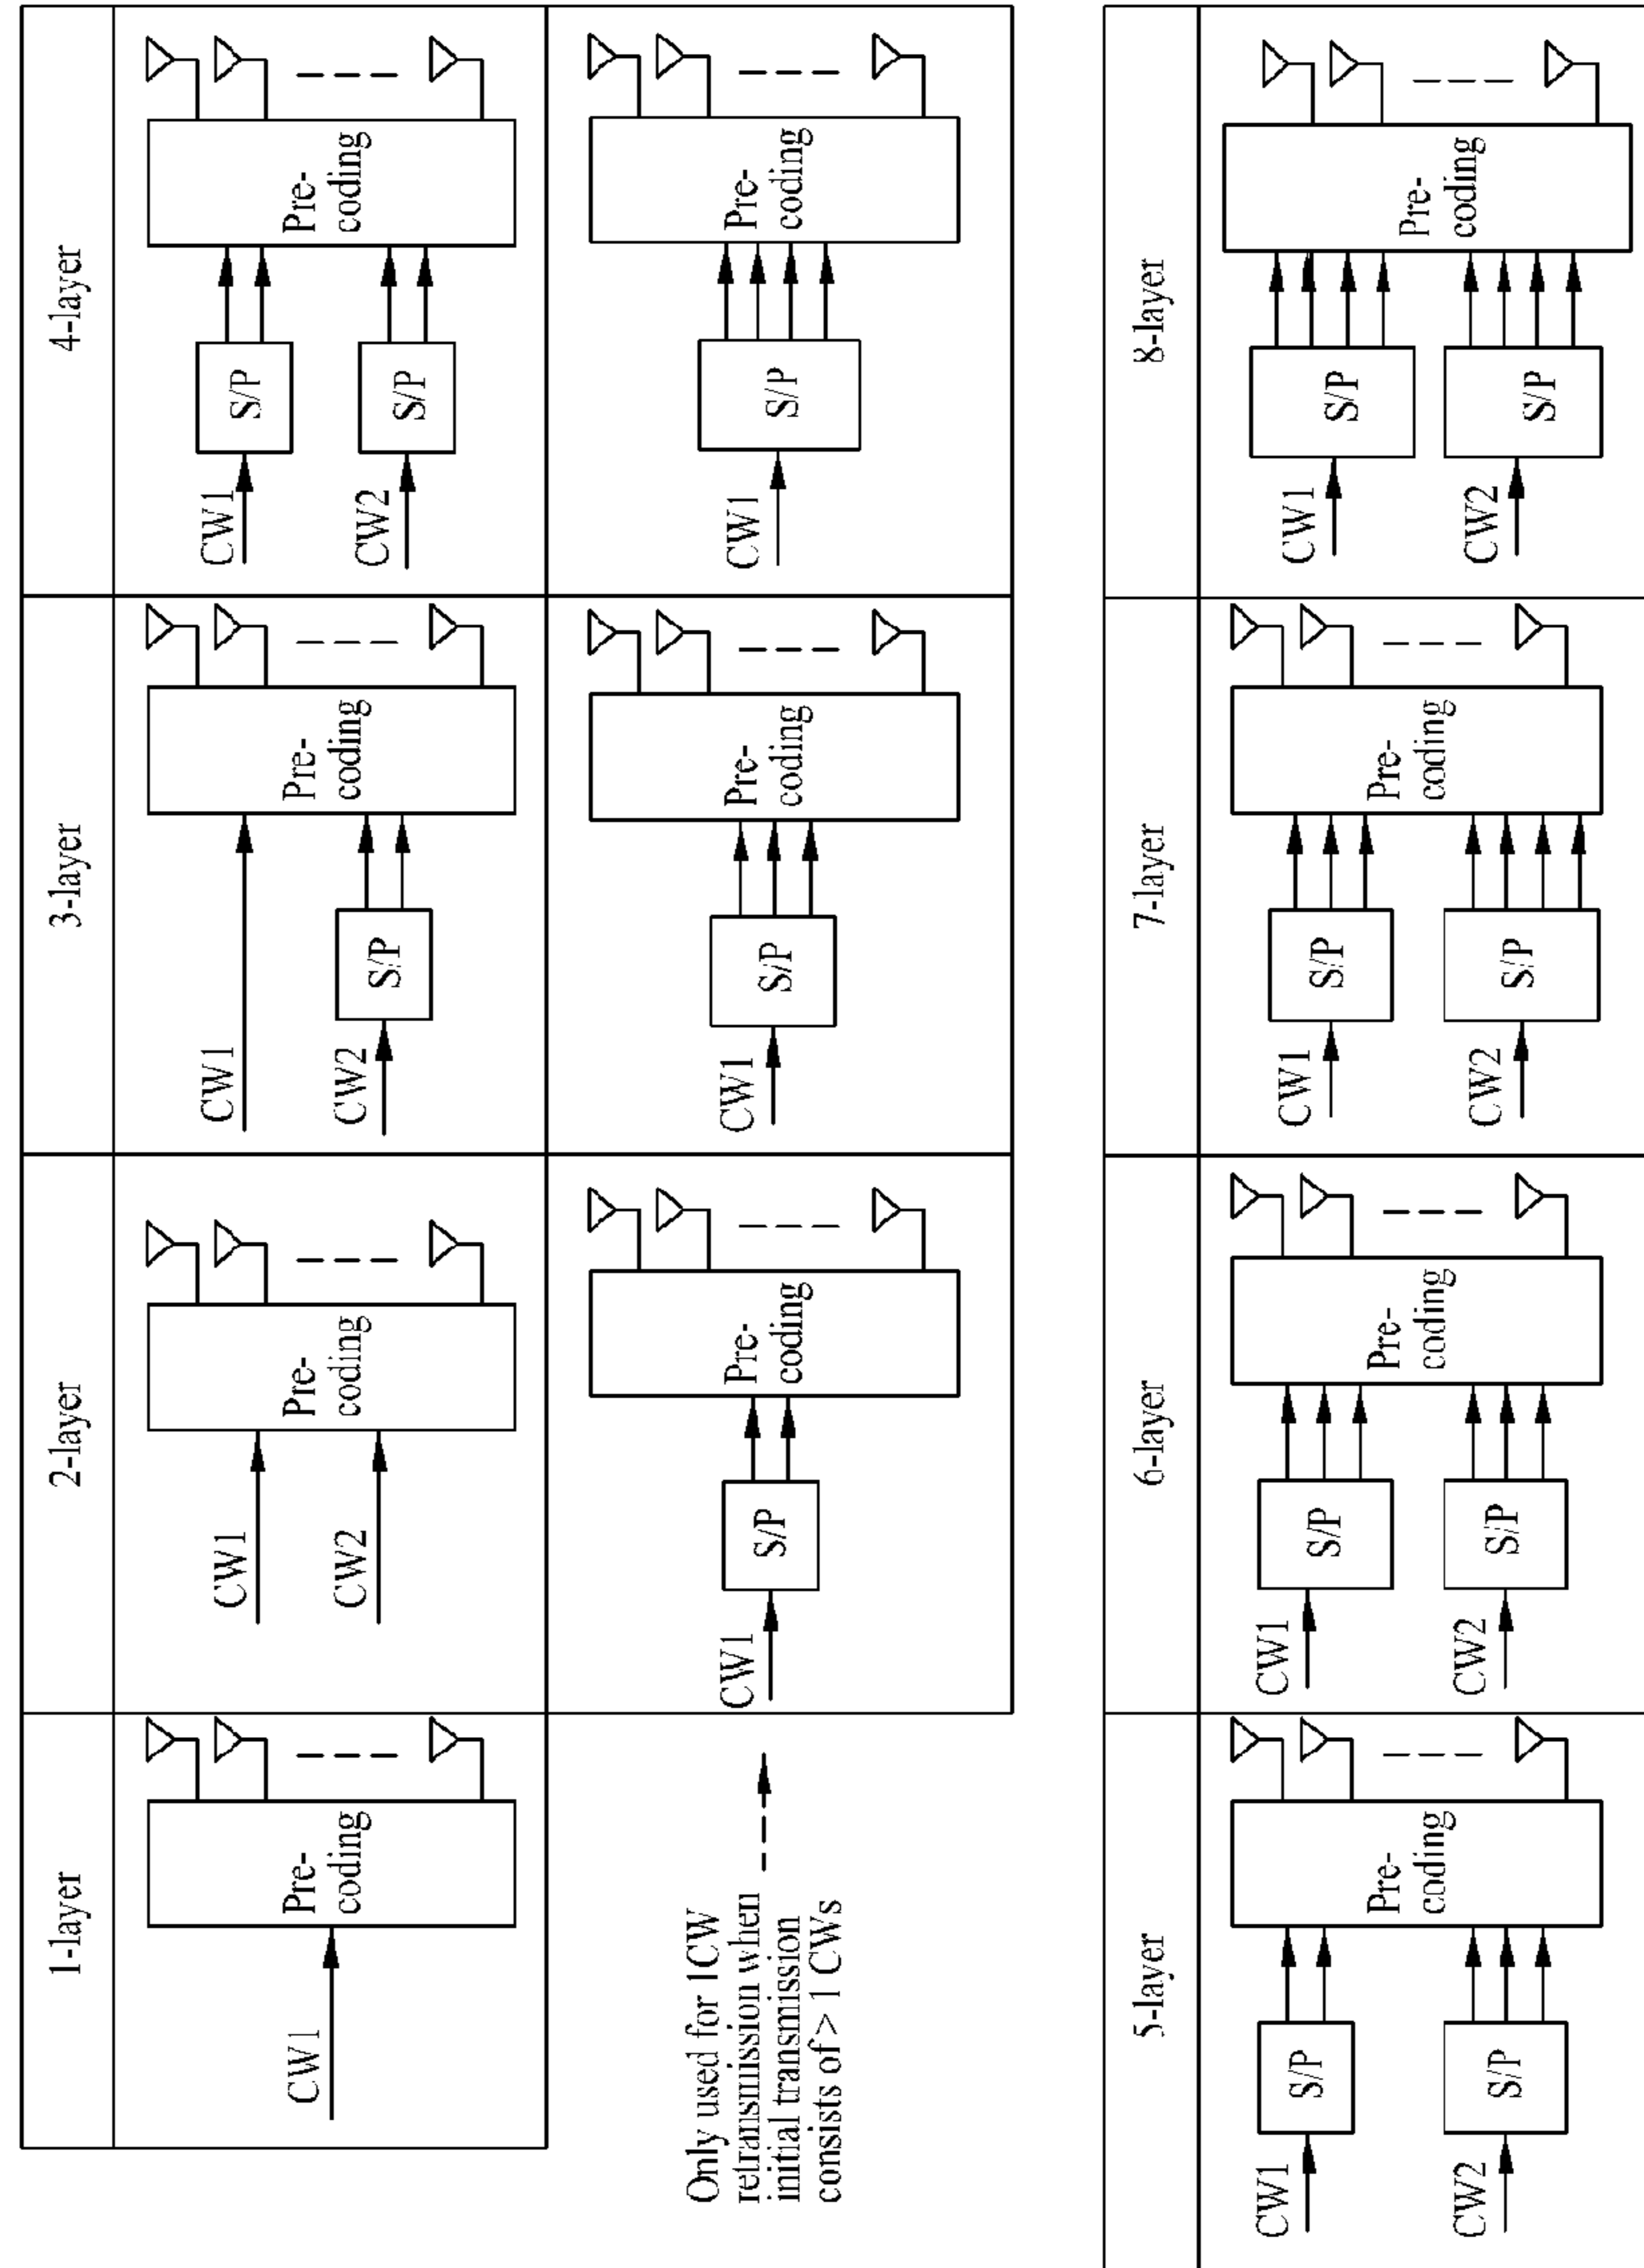 1-layer
2-layer
3-layer
4-layer
CW1
Pre-
coding
CW1
CW2
Pre-
coding
CW1
CW2
S/P
Pre-
coding
CW1
CW2
S/P
S/P
Pre-
coding
Only used for 1CW
retransmission when
initial transmission
consists of > 1 CWs
CW1
S/P
Pre-
coding
CW1
S/P
Pre-
coding
CW1
S/P
Pre-
coding
5-layer
6-layer
7-layer
8-layer
CW1
CW2
S/P
S/P
Pre-
coding
CW1
CW2
S/P
S/P
Pre-
coding
CW1
CW2
S/P
S/P
Pre-
coding
CW1
CW2
S/P
S/P
Pre-
coding